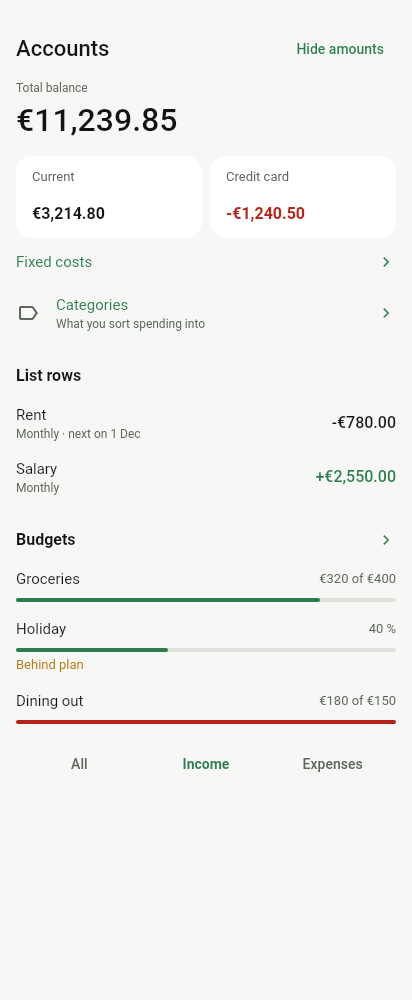 Accounts
Hide amounts
Total balance
€11,239.85
Current
Credit card
€3,214.80
-€1,240.50
Fixed costs
Categories
What you sort spending into
List rows
Rent
-€780.00
Monthly · next on 1 Dec
Salary
+€2,550.00
Monthly
Budgets
Groceries
€320 of €400
Holiday
40 %
Behind plan
Dining out
€180 of €150
All
Income
Expenses